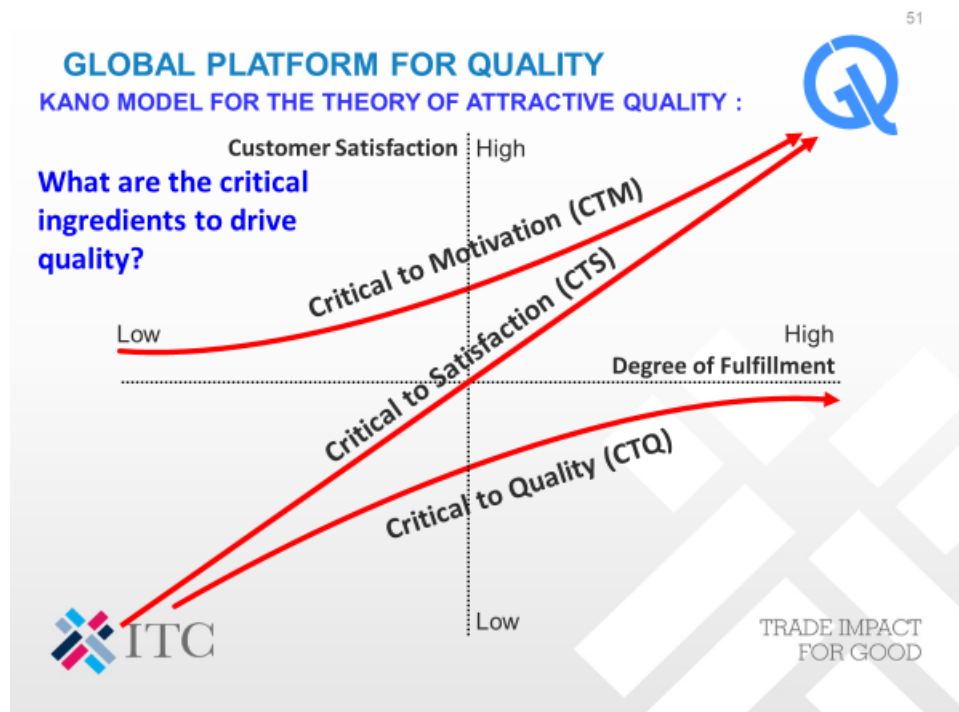 51
GLOBAL PLATFORM FOR QUALITY
KANO MODEL FOR THE THEORY OF ATTRACTIVE QUALITY :
Customer Satisfaction
High
What are the critical
ingredients to drive
quality?
Critical to Motivation (CTM)
Critical to Satisfaction (CTS)
Low
High
Degree of Fulfillment
Critical to Quality (CTQ)
Low
ITC
TRADE IMPACT
FOR GOOD